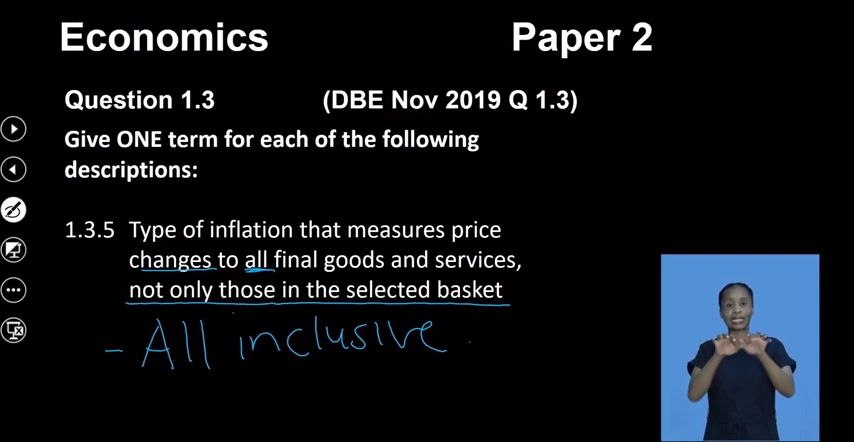 Economics Paper 2
Question 1.3 (DBE Nov 2019 Q 1.3)
Give ONE term for each of the following
descriptions:
1.3.5 Type of inflation that measures price
changes to all final goods and services,
not only those in the selected basket
- All inclusive